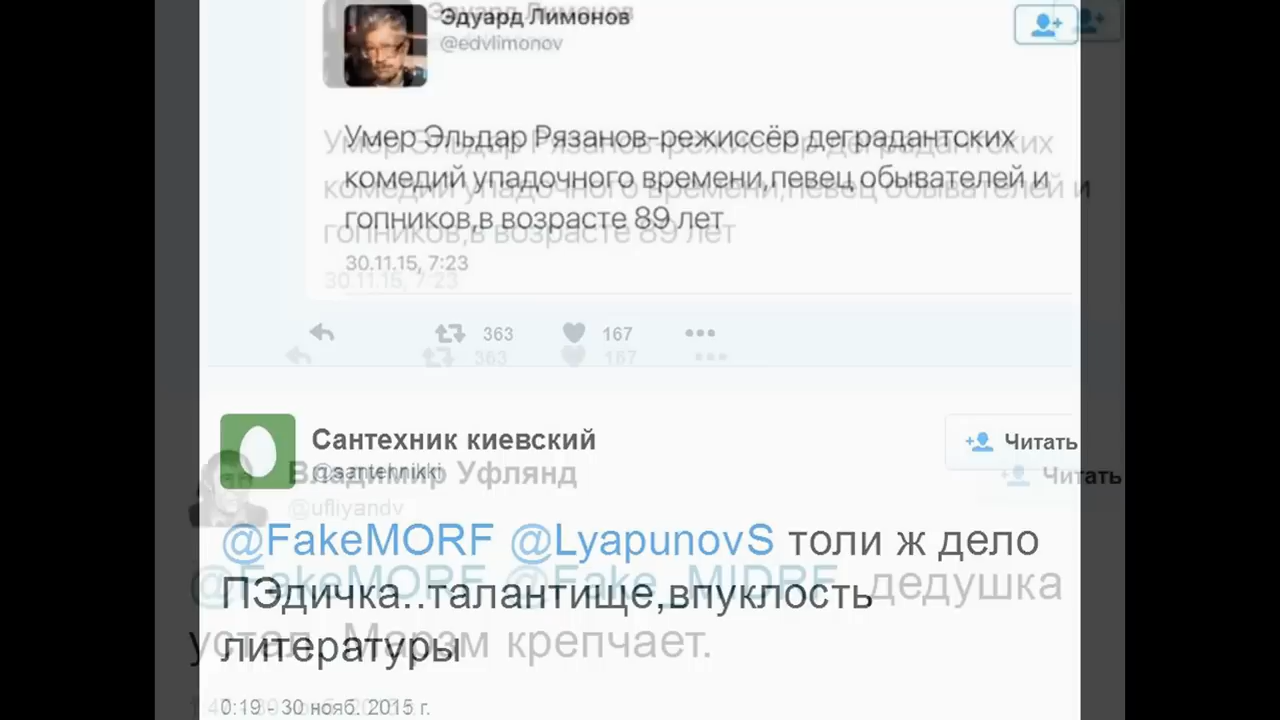 Эдуард Лимонов
@edvlimonov
Умер Эльдар Рязанов-режиссёр деградантских
комедий упадочного времени,певец обывателей и
гопников,в возрасте 89 лет
30.11.15, 7:23
363 167
Сантехник киевский
@santehnikki
Читать
Владимир Уфлянд
@ufliyandv
Читать
@FakeMORF @LyapunovS толи ж дело
ПЭдичка..талантище,впуклость
литературы
@FakeMORF @Fake_MIDRF дедушка
устал. Марзм крепчает.
0:19 - 30 нояб. 2015 г.